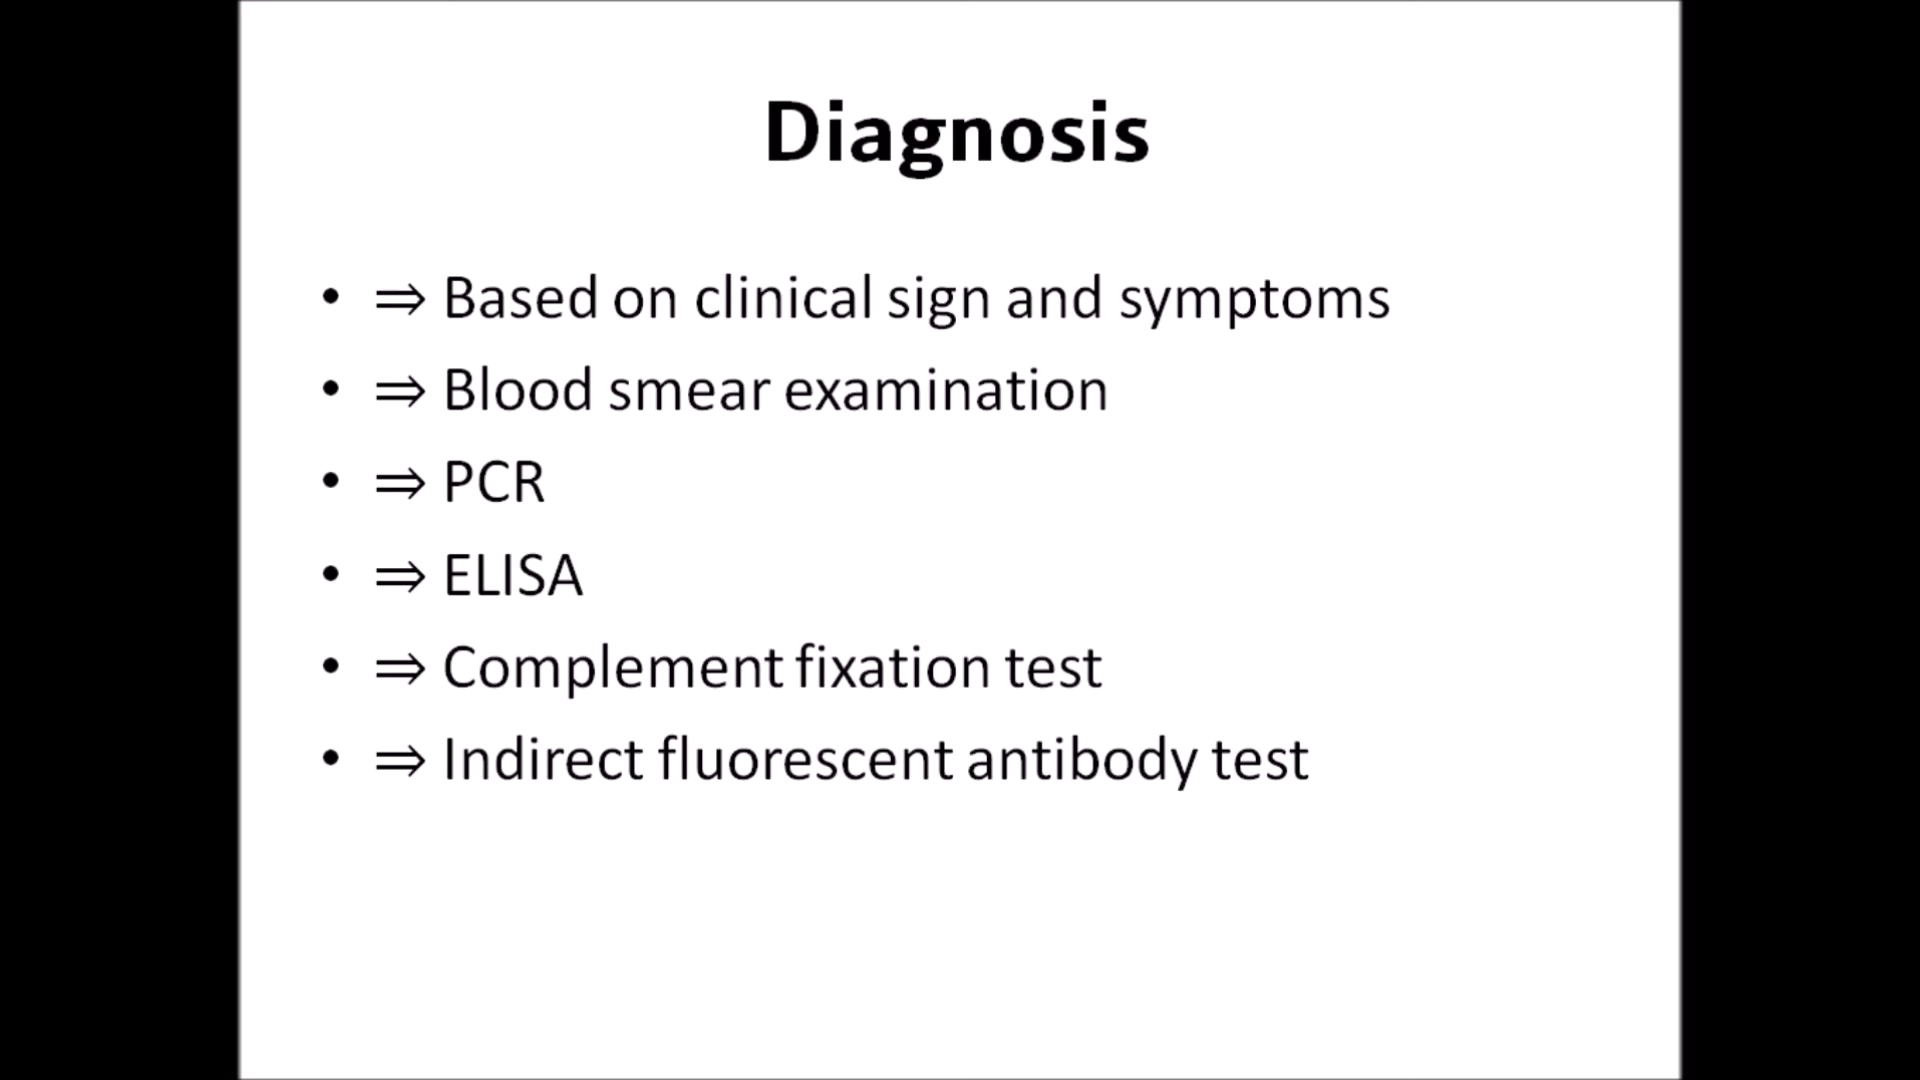 Diagnosis
• ⇒ Based on clinical sign and symptoms
• ⇒ Blood smear examination
• ⇒ PCR
• ⇒ ELISA
• ⇒ Complement fixation test
• ⇒ Indirect fluorescent antibody test